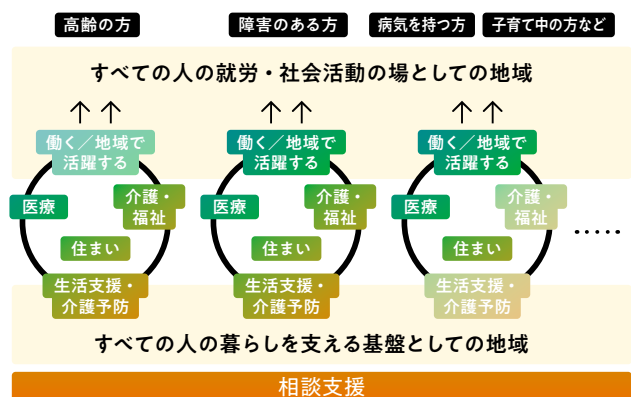 高齢の方
障害のある方
病気を持つ方
子育て中の方など
すべての人の就労・社会活動の場としての地域
働く／地域で
活躍する
医療
介護・
福祉
住まい
生活支援・
介護予防
働く／地域で
活躍する
医療
介護・
福祉
住まい
生活支援・
介護予防
働く／地域で
活躍する
医療
介護・
福祉
住まい
生活支援・
介護予防
・・・・・
すべての人の暮らしを支える基盤としての地域
相談支援